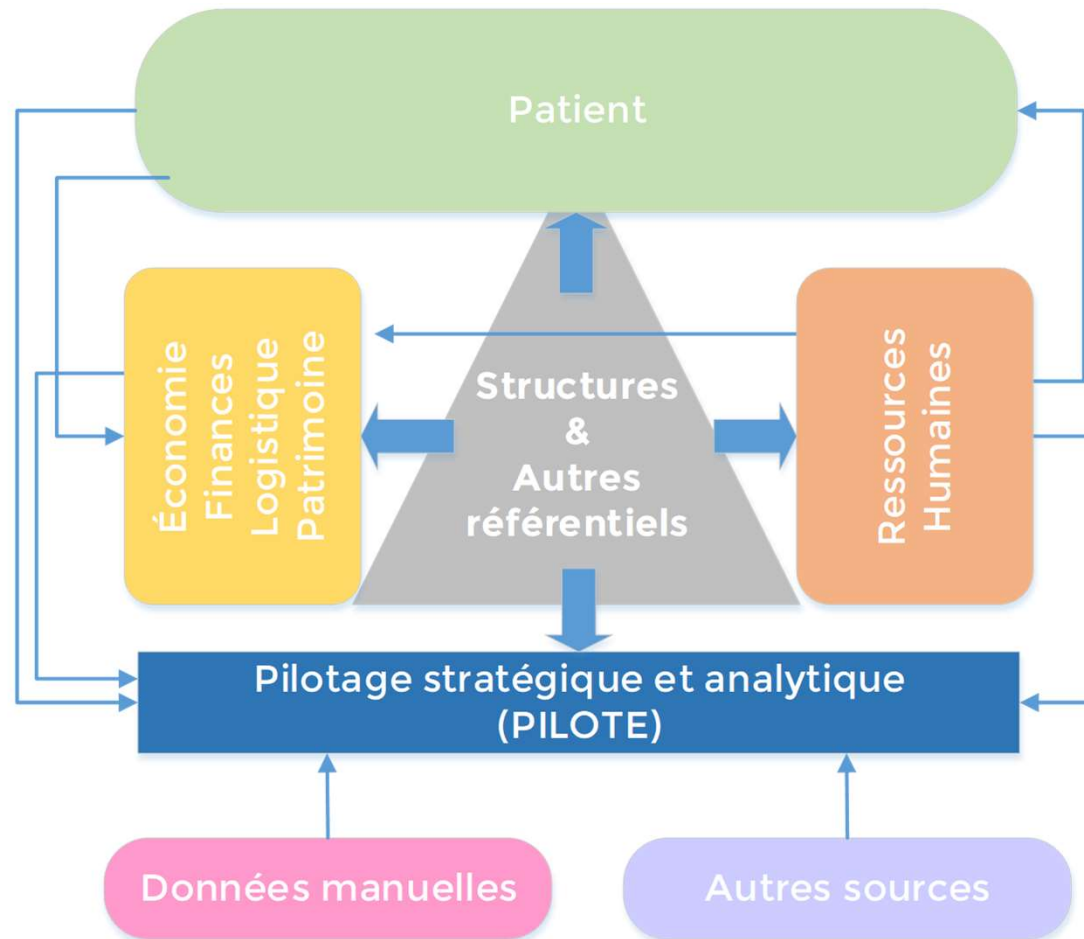 Patient
Économie
Finances
Logistique
Patrimoine
Structures
&
Autres
référentiels
Ressources
Humaines
Pilotage stratégique et analytique
(PILOTE)
Données manuelles
Autres sources